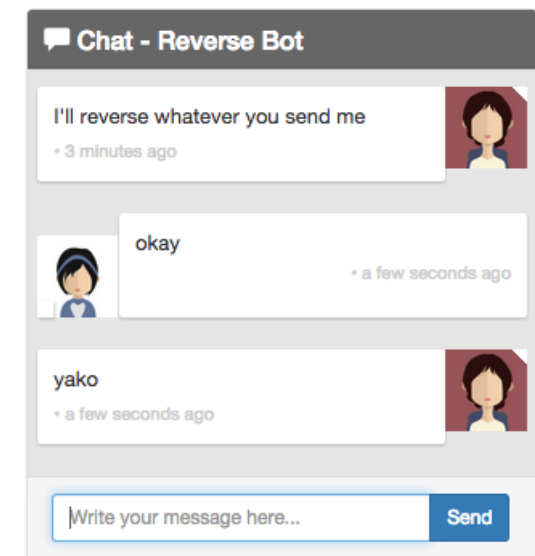 Chat - Reverse Bot
I'll reverse whatever you send me
• 3 minutes ago
okay
• a few seconds ago
yako
• a few seconds ago
Write your message here...
Send